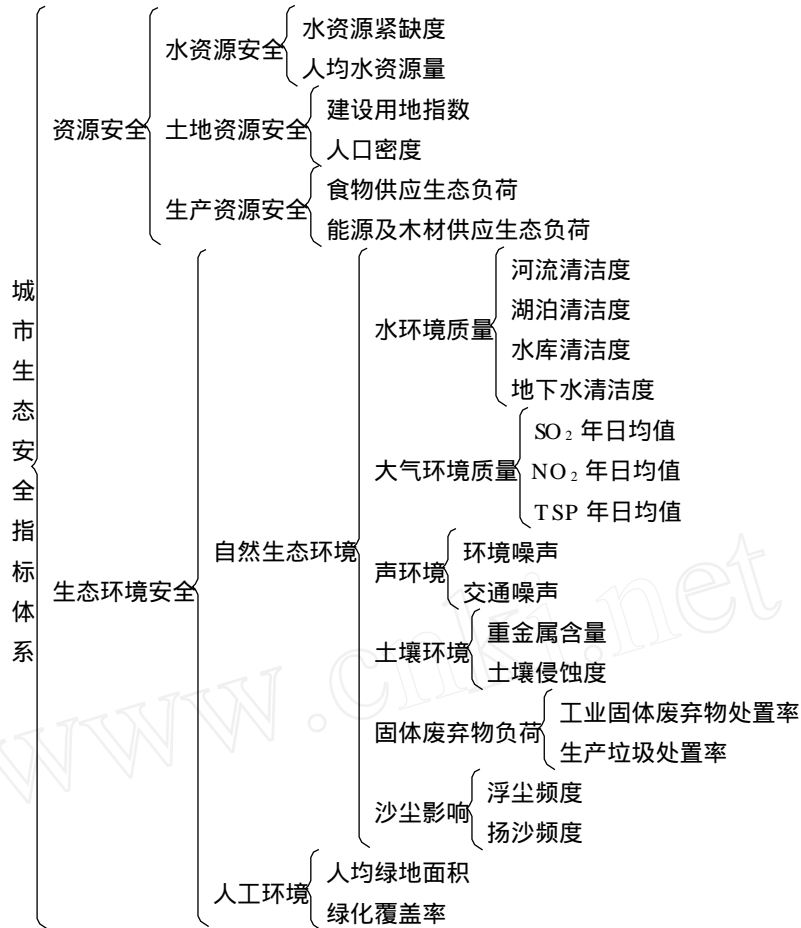 城市生态安全指标体系
资源安全
水资源安全
水资源紧缺度
人均水资源量
土地资源安全
建设用地指数
人口密度
生产资源安全
食物供应生态负荷
能源及木材供应生态负荷
生态环境安全
自然生态环境
水环境质量
河流清洁度
湖泊清洁度
水库清洁度
地下水清洁度
大气环境质量
SO₂ 年日均值
NO₂ 年日均值
TSP 年日均值
声环境
环境噪声
交通噪声
土壤环境
重金属含量
土壤侵蚀度
固体废弃物负荷
工业固体废弃物处置率
生产垃圾处置率
沙尘影响
浮尘频度
扬沙频度
人工环境
人均绿地面积
绿化覆盖率
www.cnki.net